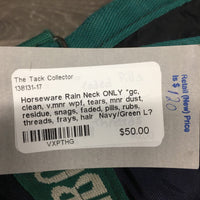 The Tack Collector
138131-17
Horseware Rain Neck ONLY *gc,
clean, v.mnr wpf, tears, mnr dust,
residue, snags, faded, pills, rubs,
threads, frays, hair Navy/Green L?
$50.00
VXPTHG
Retail (New) Price
is $120